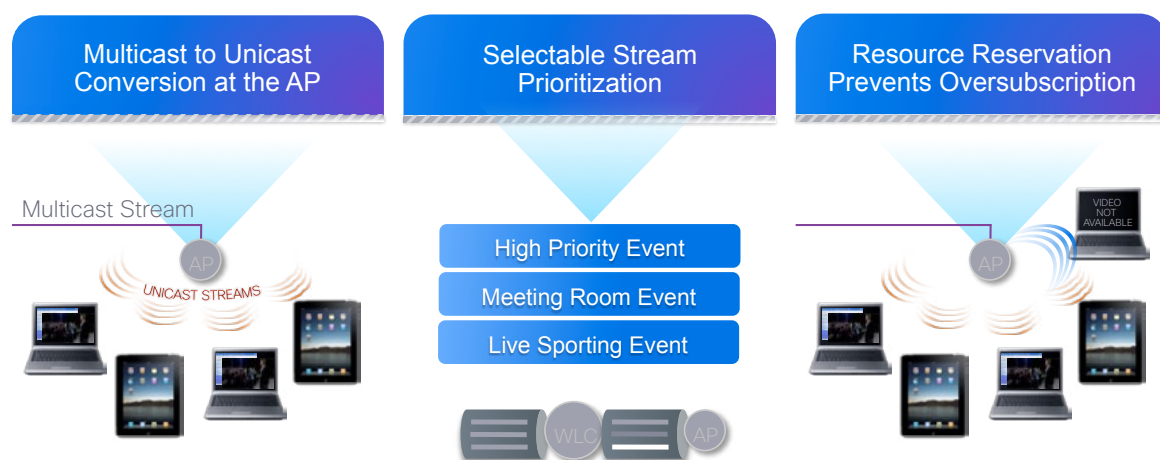 Multicast to Unicast
Conversion at the AP
Selectable Stream
Prioritization
Resource Reservation
Prevents Oversubscription
Multicast Stream
AP
UNICAST STREAMS
High Priority Event
Meeting Room Event
Live Sporting Event
WLC
AP
VIDEO
NOT
AVAILABLE
AP